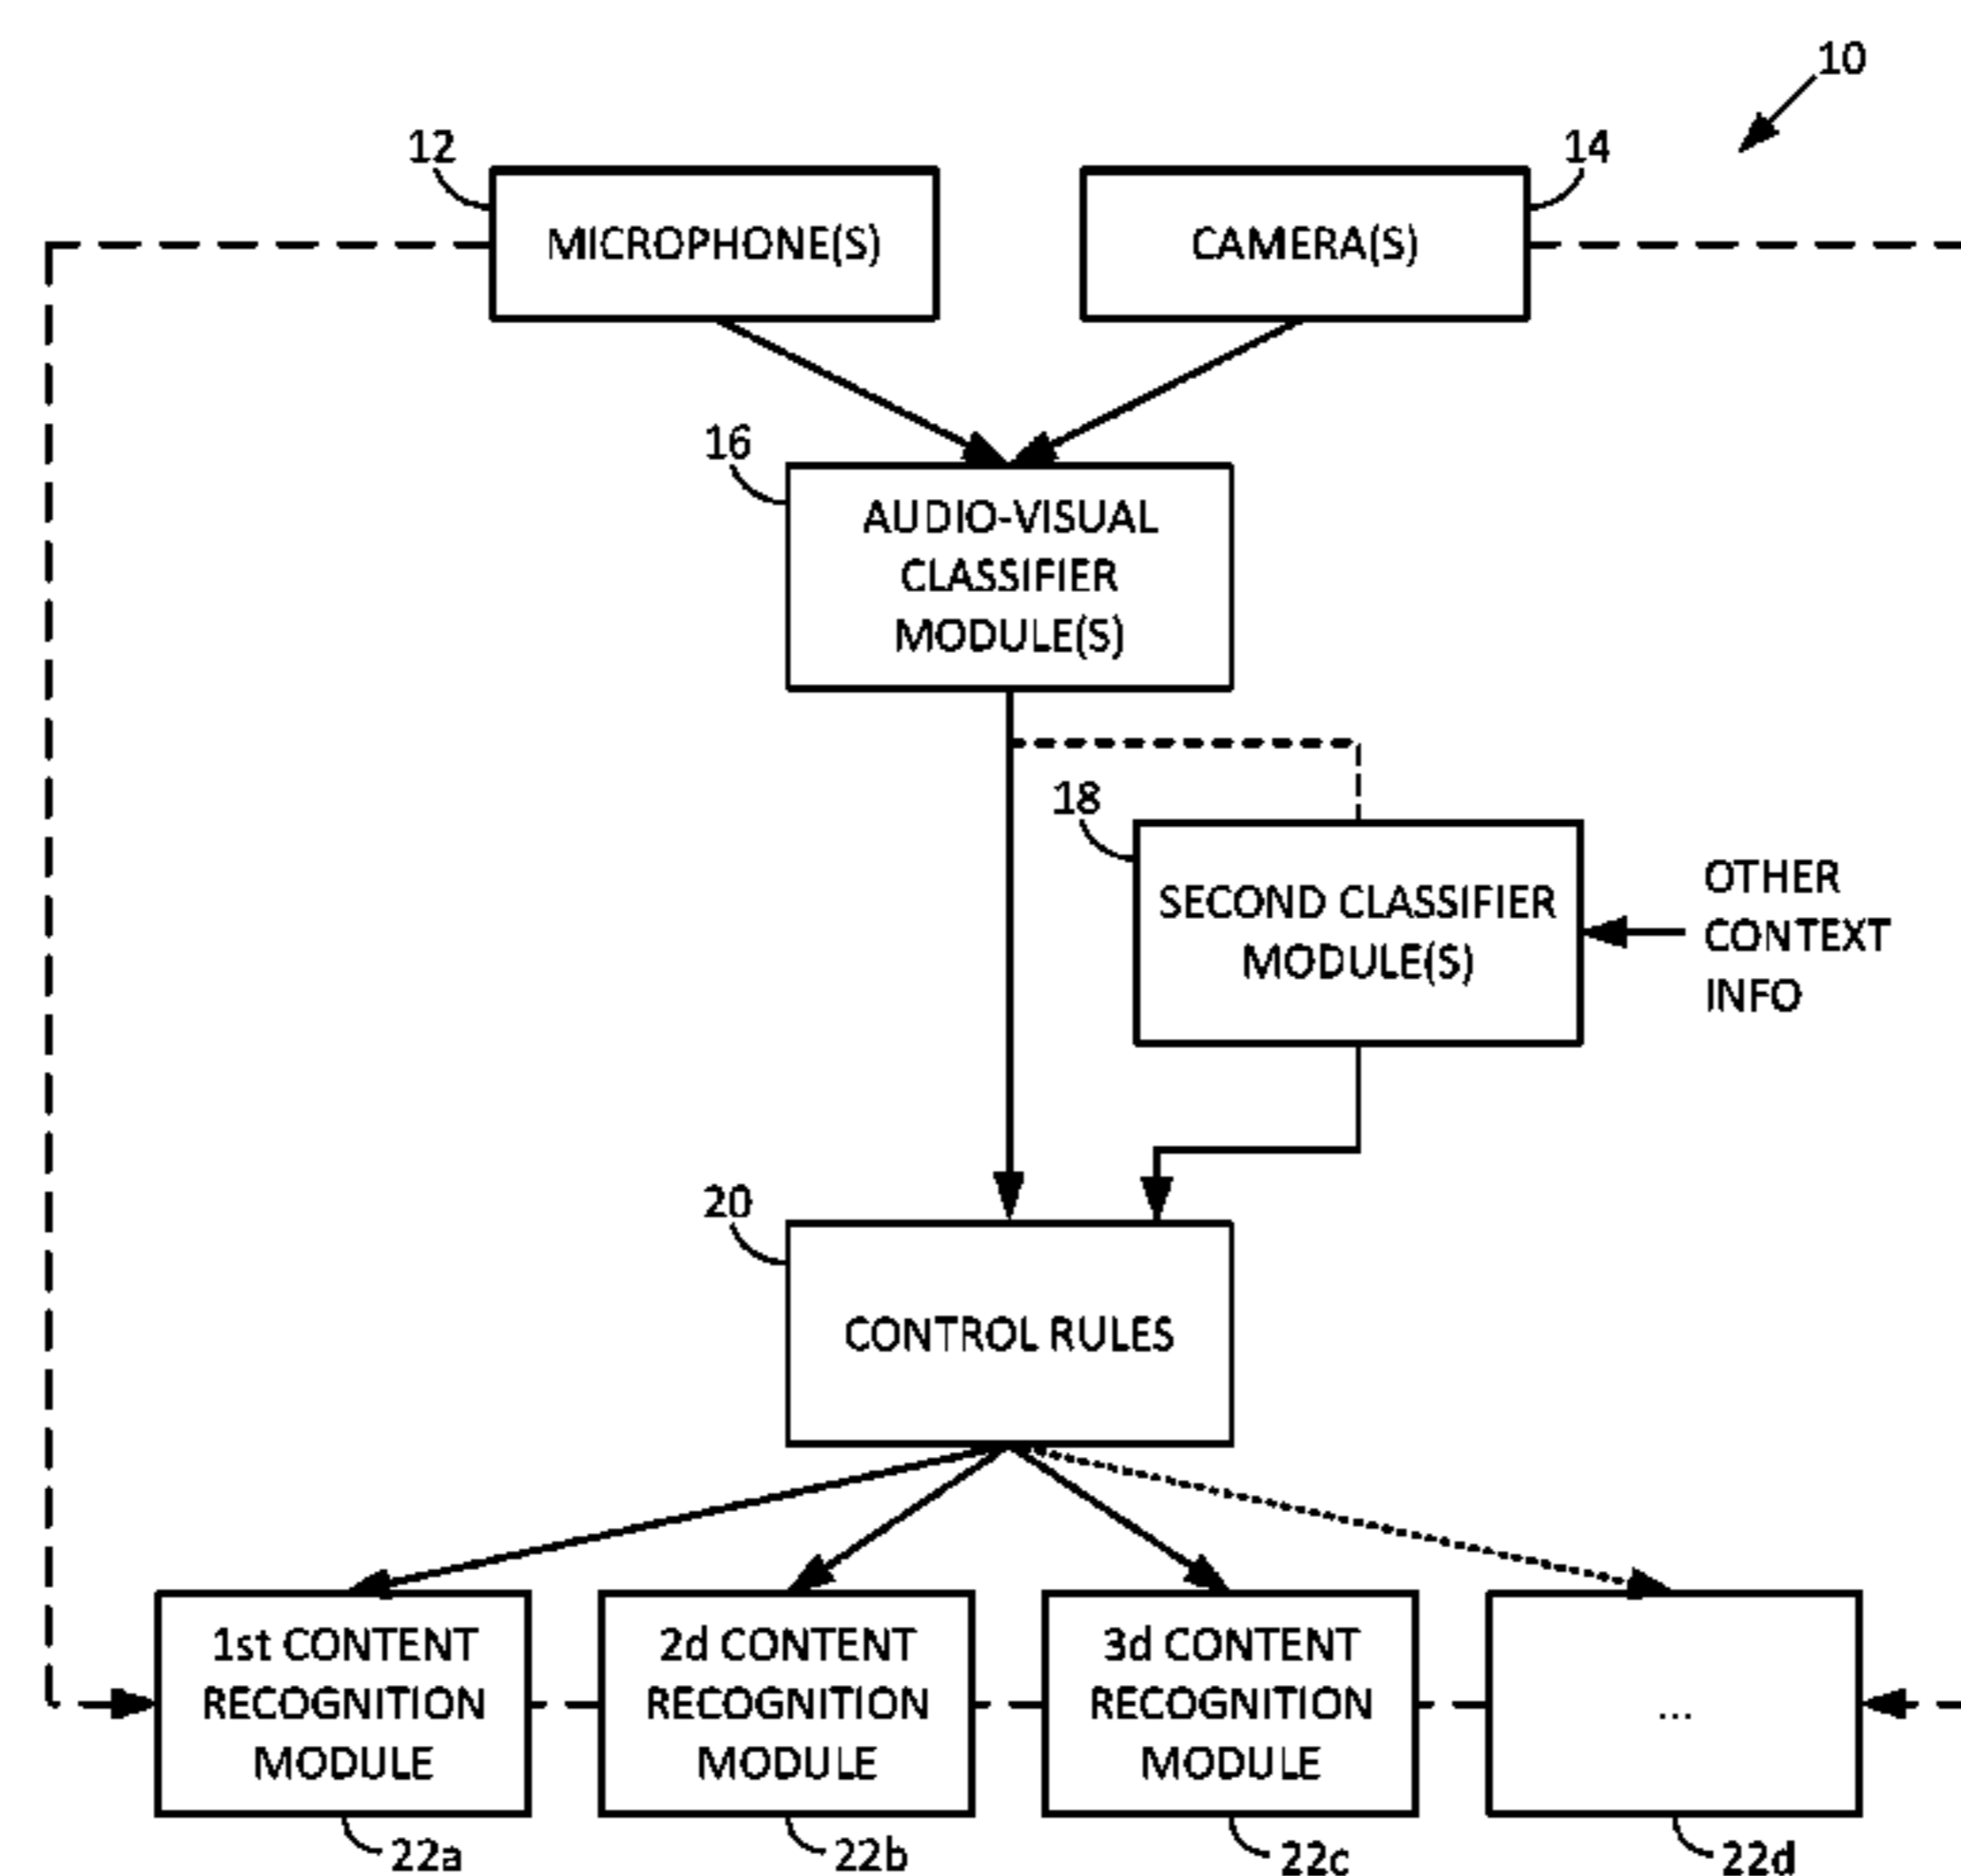 10
12
14
MICROPHONE(S)
CAMERA(S)
16
AUDIO-VISUAL
CLASSIFIER
MODULE(S)
18
SECOND CLASSIFIER
MODULE(S)
OTHER
CONTEXT
INFO
20
CONTROL RULES
1st CONTENT
RECOGNITION
MODULE
2d CONTENT
RECOGNITION
MODULE
3d CONTENT
RECOGNITION
MODULE
...
22a
22b
22c
22d